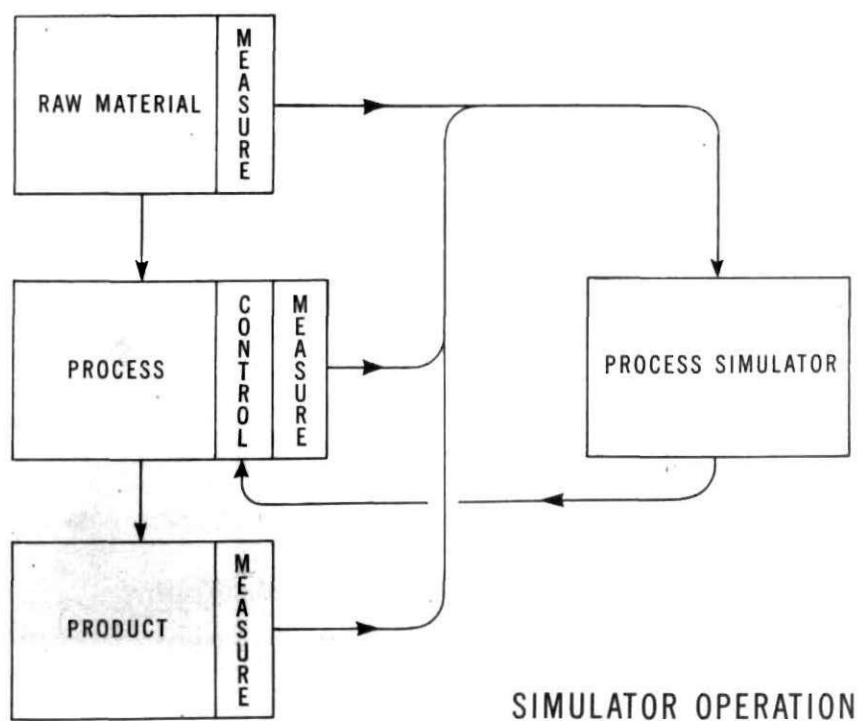 RAW MATERIAL
MEASURE
PROCESS
CONTROL
MEASURE
PROCESS SIMULATOR
PRODUCT
MEASURE
SIMULATOR OPERATION